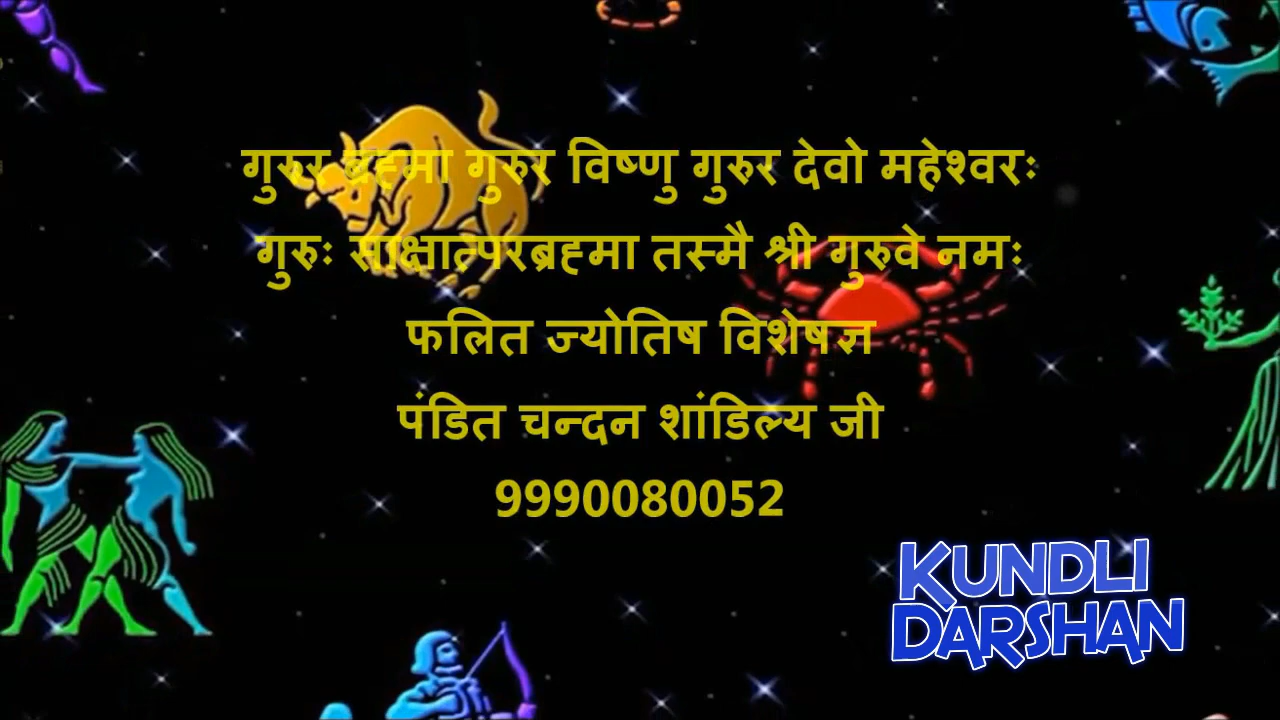 गुरुर ब्रह्मा गुरुर विष्णु गुरुर देवो महेश्वरः
गुरुः साक्षात्परब्रह्मा तस्मै श्री गुरुवे नमः
फलित ज्योतिष विशेषज्ञ
पंडित चन्दन शांडिल्य जी
9990080052
KUNDLI
DARSHAN